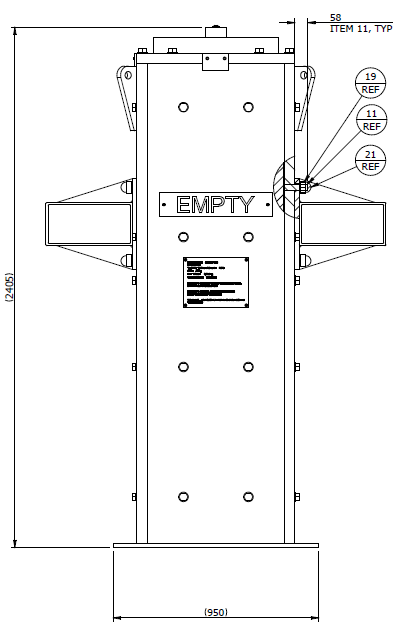 58
ITEM 11, TYP
19
REF
11
REF
21
REF
EMPTY
(2405)
(950)